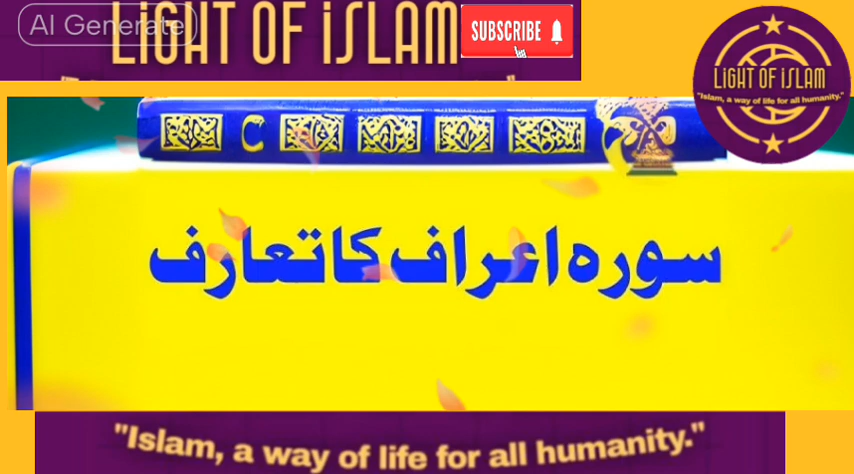 AI Generate
LiGHT OF iSLAM
SUBSCRIBE
LiGHT OF iSLAM
"Islam, a way of life for all humanity."
سورہ اعراف کا تعارف
"Islam, a way of life for all humanity."